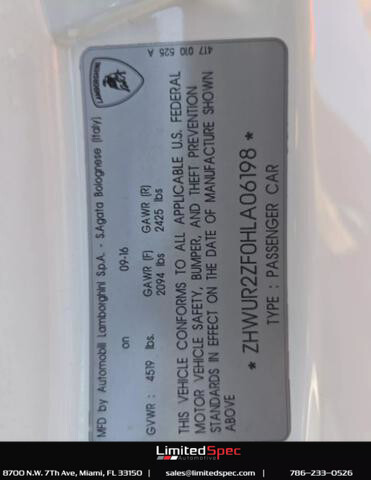 417 010 525 A
LAMBORGHINI
MFD by Automobili Lamborghini S.p.A. - S.Agata Bolognese (Italy)
on 09-16
GVWR : 4519 lbs. GAWR (F) GAWR (R)
2094 lbs 2425 lbs
THIS VEHICLE CONFORMS TO ALL APPLICABLE U.S. FEDERAL
MOTOR VEHICLE SAFETY, BUMPER, AND THEFT PREVENTION
STANDARDS IN EFFECT ON THE DATE OF MANUFACTURE SHOWN
ABOVE
* ZHWUR2ZF0HLA06198 *
TYPE : PASSENGER CAR
LimitedSpec
Automotive
8700 N.W. 7Th Ave, Miami, FL 33150 | sales@limitedspec.com | 786-233-0526